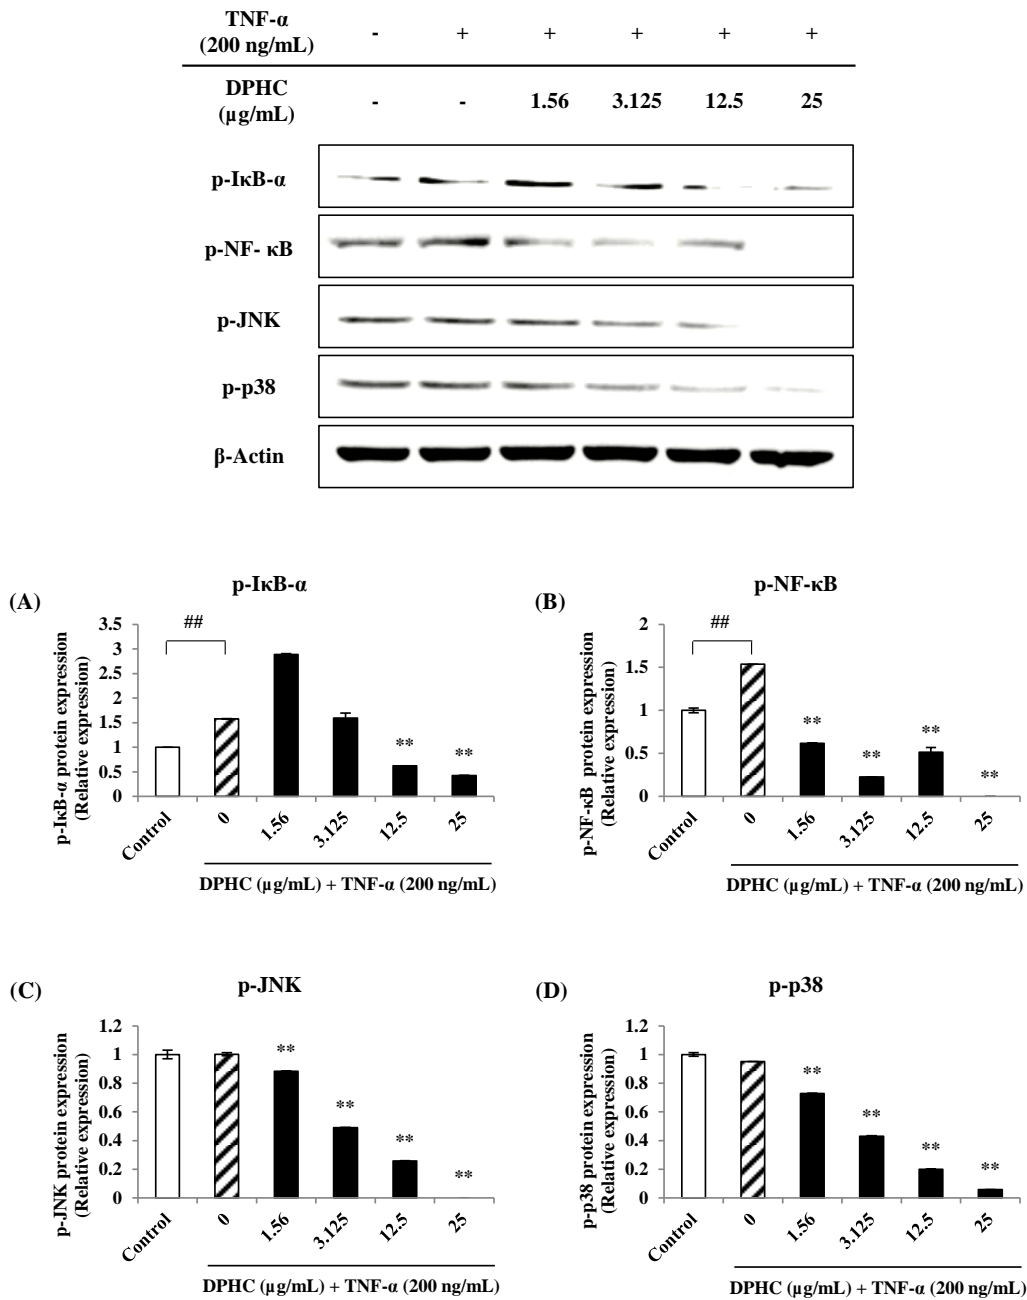 TNF-α
(200 ng/mL)
- + + + + +
DPHC
(µg/mL)
- - 1.56 3.125 12.5 25
p-IκB-α
p-NF- κB
p-JNK
p-p38
β-Actin
(A)
p-IκB-α
##
**
**
3.5
3
2.5
2
1.5
1
0.5
0
p-IκB-α protein expression
(Relative expression)
Control 0 1.56 3.125 12.5 25
DPHC (µg/mL) + TNF-α (200 ng/mL)
(B)
p-NF-κB
##
**
**
**
**
2
1.5
1
0.5
0
p-NF-κB protein expression
(Relative expression)
Control 0 1.56 3.125 12.5 25
DPHC (µg/mL) + TNF-α (200 ng/mL)
(C)
p-JNK
**
**
**
**
1.2
1
0.8
0.6
0.4
0.2
0
p-JNK protein expression
(Relative expression)
Control 0 1.56 3.125 12.5 25
DPHC (µg/mL) + TNF-α (200 ng/mL)
(D)
p-p38
**
**
**
**
1.2
1
0.8
0.6
0.4
0.2
0
p-p38 protein expression
(Relative expression)
Control 0 1.56 3.125 12.5 25
DPHC (µg/mL) + TNF-α (200 ng/mL)